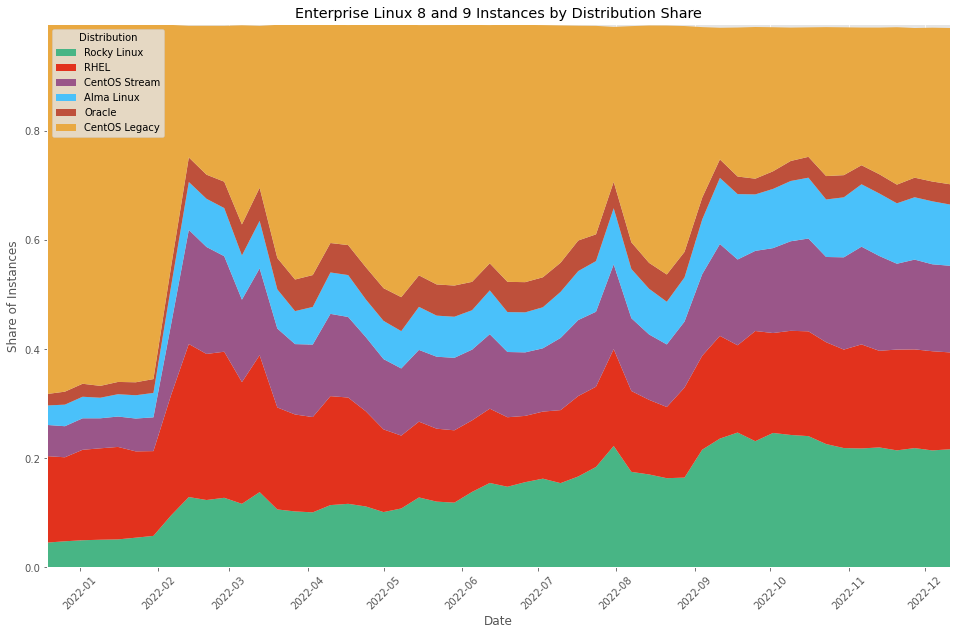 Enterprise Linux 8 and 9 Instances by Distribution Share
Distribution
Rocky Linux
RHEL
CentOS Stream
Alma Linux
Oracle
CentOS Legacy
Share of Instances
0.8
0.6
0.4
0.2
0.0
2022-01
2022-02
2022-03
2022-04
2022-05
2022-06
2022-07
2022-08
2022-09
2022-10
2022-11
2022-12
Date